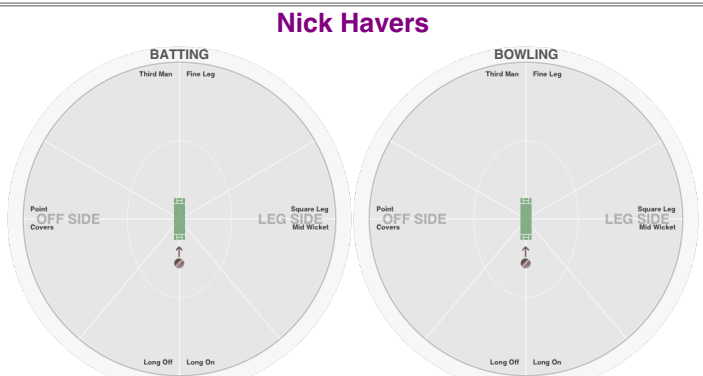 Nick Havers
BATTING
BOWLING
Third Man Fine Leg
Third Man Fine Leg
Point
OFF SIDE
Covers
Square Leg
LEG SIDE
Mid Wicket
Point
OFF SIDE
Covers
Square Leg
LEG SIDE
Mid Wicket
Long Off Long On
Long Off Long On